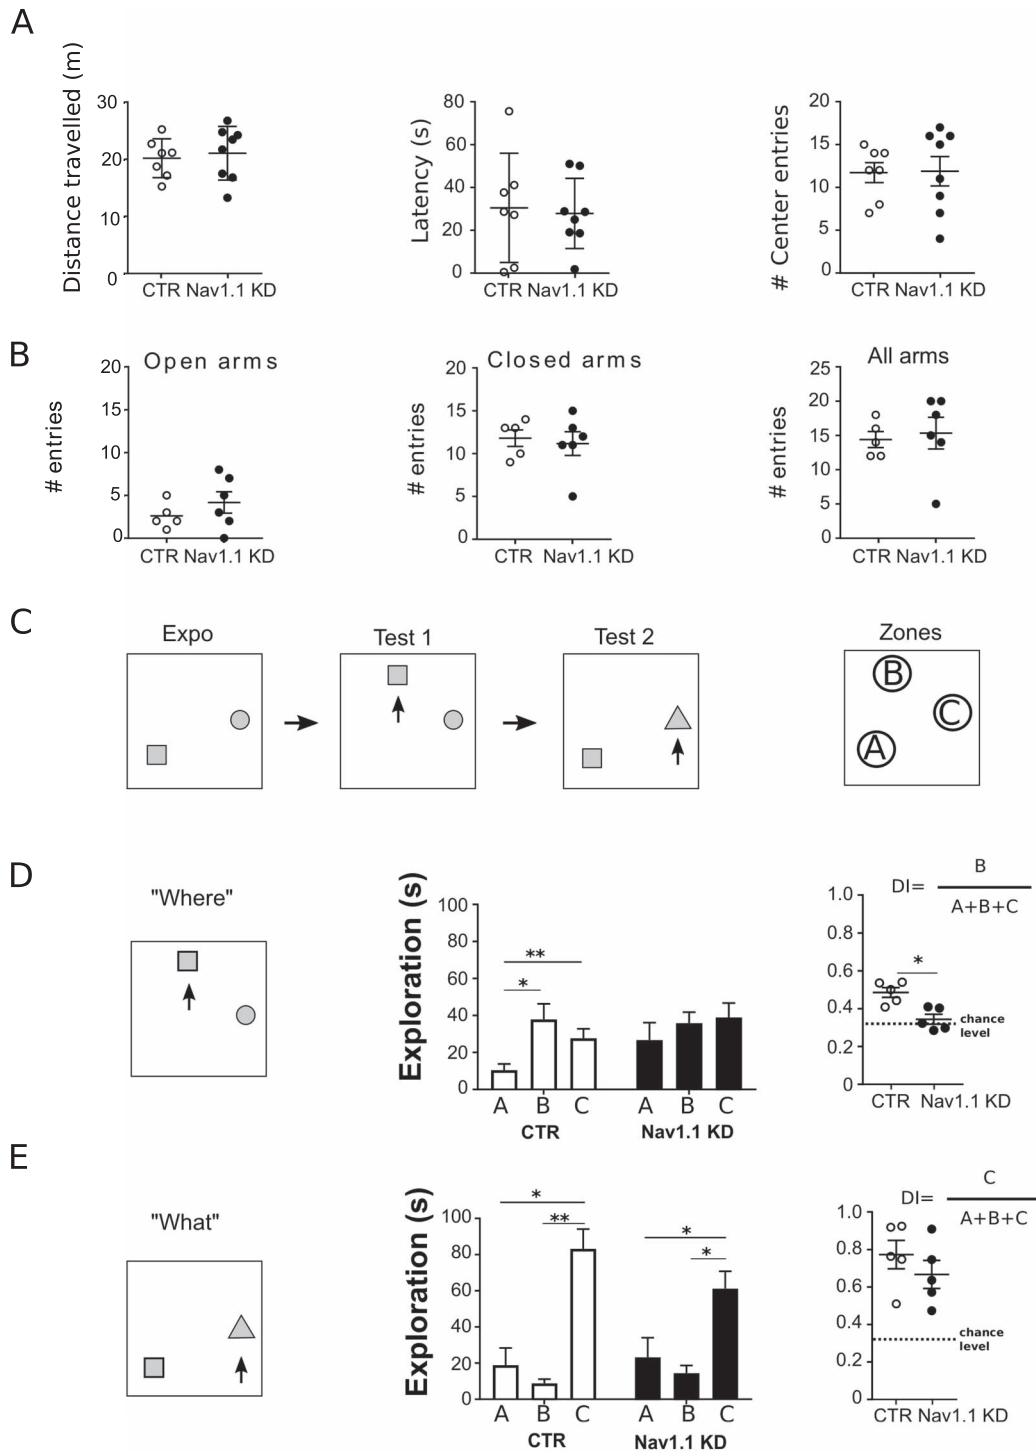 A
Distance travelled (m)
30
20
10
0
CTR Nav1.1 KD
Latency (s)
80
60
40
20
0
CTR Nav1.1 KD
# Center entries
20
15
10
5
0
CTR Nav1.1 KD
B
Open arms
# entries
20
15
10
5
0
CTR Nav1.1 KD
Closed arms
# entries
20
15
10
5
0
CTR Nav1.1 KD
All arms
# entries
25
20
15
10
5
0
CTR Nav1.1 KD
C
Expo
Test 1
Test 2
Zones
B
C
A
D
"Where"
Exploration (s)
100
80
60
40
20
0
**
*
A B C A B C
CTR Nav1.1 KD
DI= B
A+B+C
1.0
0.8
0.6
0.4
0.2
0
*
chance
level
CTR Nav1.1 KD
E
"What"
Exploration (s)
100
80
60
40
20
0
*
**
*
*
A B C A B C
CTR Nav1.1 KD
DI= C
A+B+C
1.0
0.8
0.6
0.4
0.2
0
chance
level
CTR Nav1.1 KD